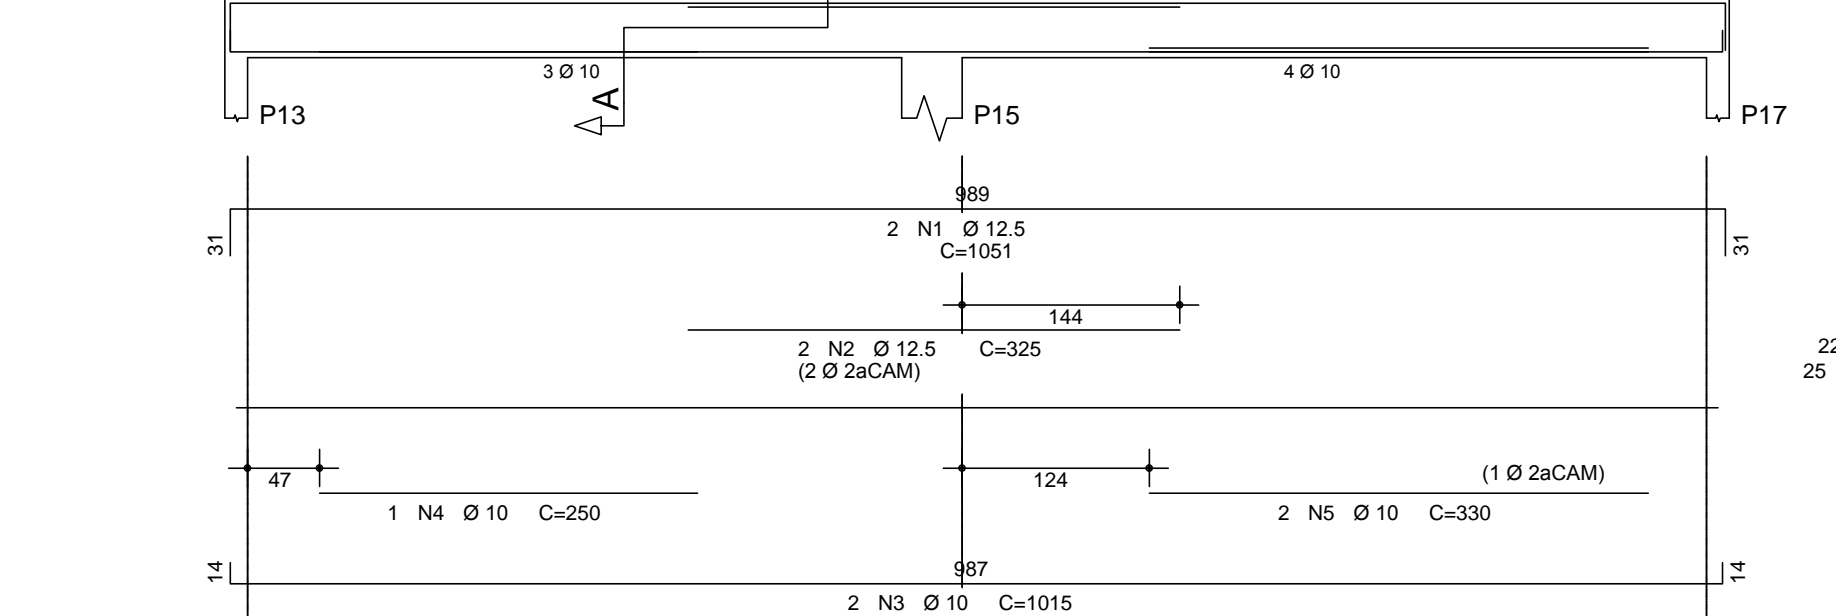 3 Ø 10
4 Ø 10
A
P13
P15
P17
989
31
2 N1 Ø 12.5
31
C=1051
144
2 N2 Ø 12.5 C=325
22
(2 Ø 2aCAM)
25
47
124
(1 Ø 2aCAM)
1 N4 Ø 10 C=250
2 N5 Ø 10 C=330
14
987
14
2 N3 Ø 10 C=1015